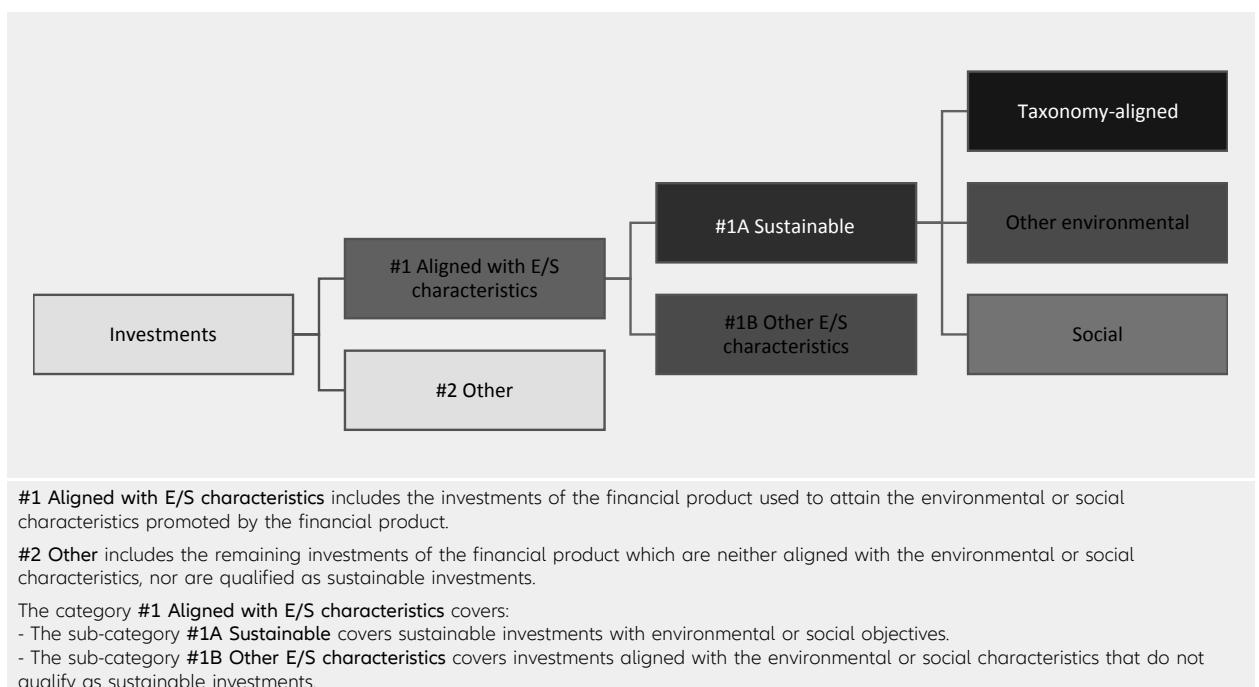 Taxonomy-aligned
#1A Sustainable
Other environmental
#1 Aligned with E/S
characteristics
Investments
#1B Other E/S
characteristics
Social
#2 Other
#1 Aligned with E/S characteristics includes the investments of the financial product used to attain the environmental or social
characteristics promoted by the financial product.
#2 Other includes the remaining investments of the financial product which are neither aligned with the environmental or social
characteristics, nor are qualified as sustainable investments.
The category #1 Aligned with E/S characteristics covers:
- The sub-category #1A Sustainable covers sustainable investments with environmental or social objectives.
- The sub-category #1B Other E/S characteristics covers investments aligned with the environmental or social characteristics that do not
qualify as sustainable investments.